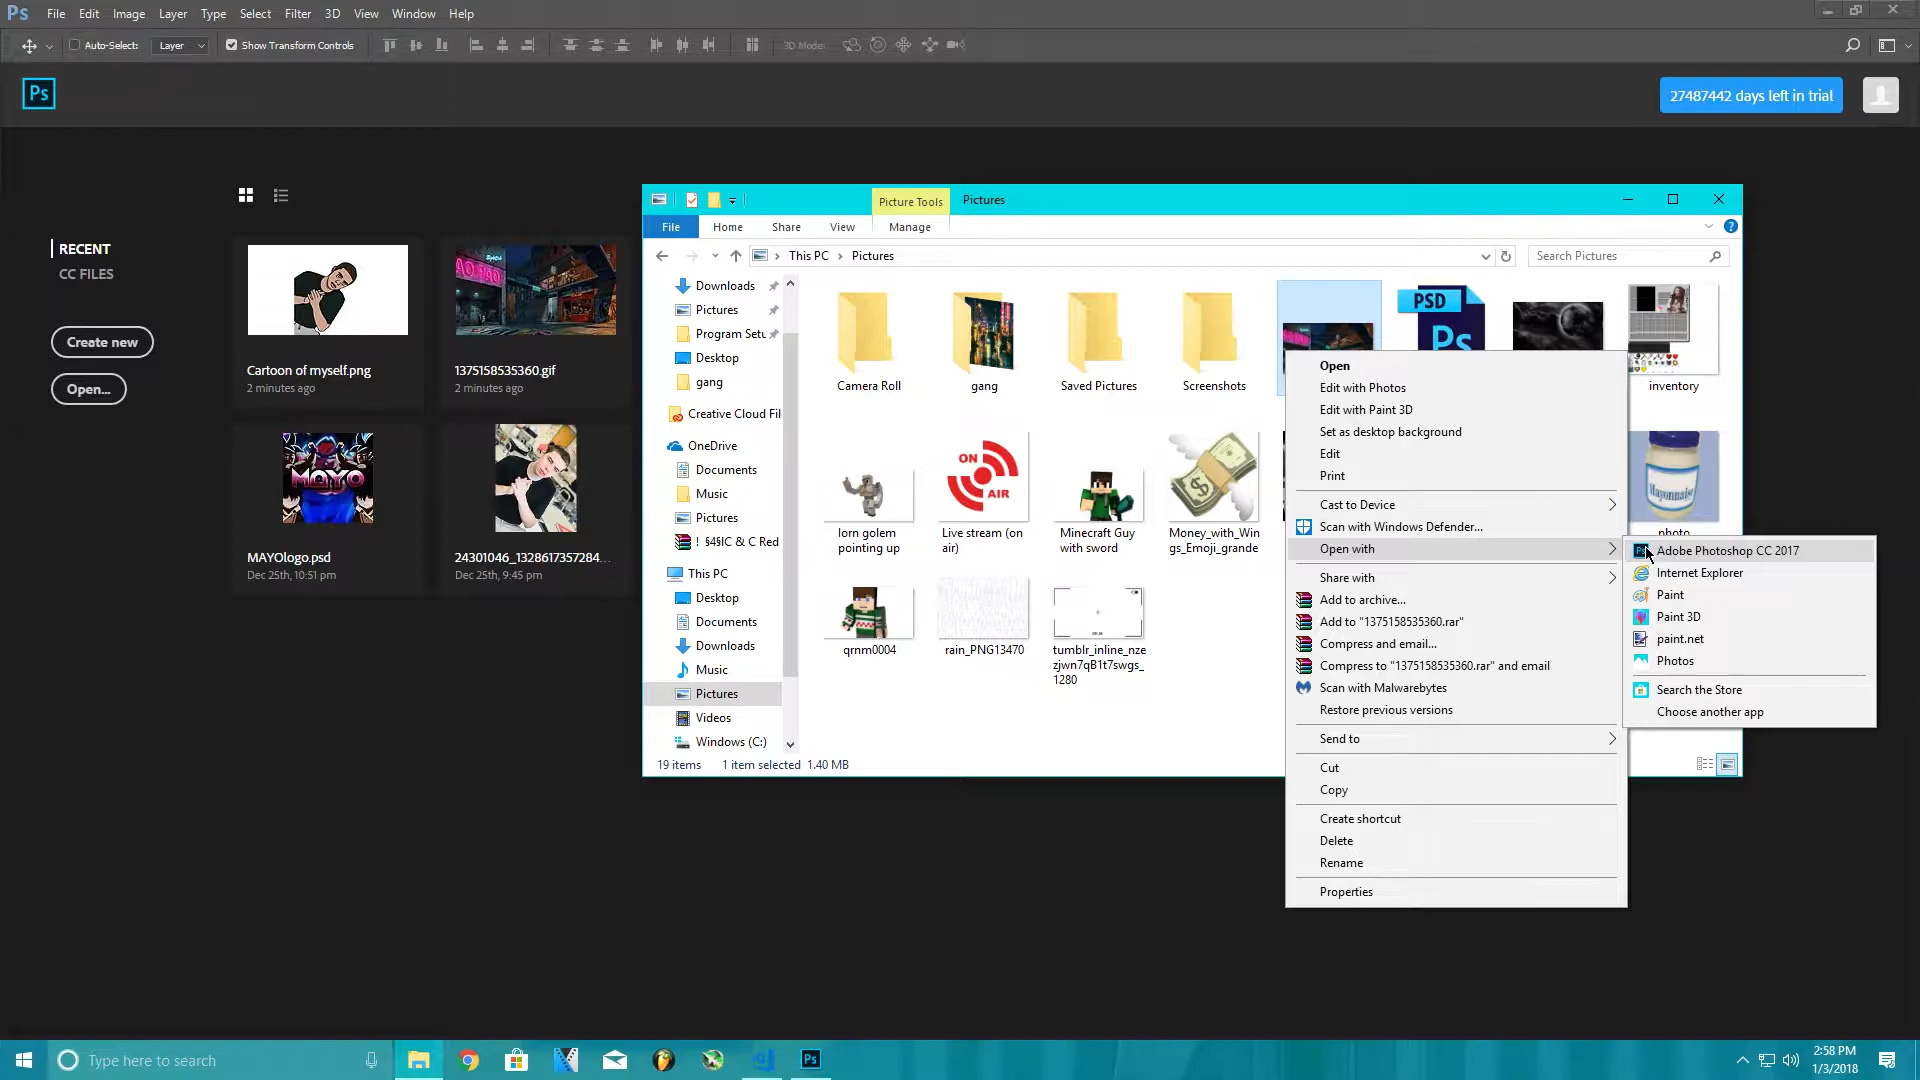 Ps File Edit Image Layer Type Select Filter 3D View Window Help
Auto-Select: Layer Show Transform Controls 3D Mode:
Ps
27487442 days left in trial
RECENT
CC FILES
Create new
Open...
Cartoon of myself.png
2 minutes ago
1375158535360.gif
2 minutes ago
MAYO
MAYOlogo.psd
Dec 25th, 10:51 pm
24301046_1328617357284...
Dec 25th, 9:45 pm
Picture Tools
Pictures
File Home Share View Manage
This PC Pictures
Search Pictures
Downloads
Pictures
Program Setu
Desktop
gang
Creative Cloud Fil
OneDrive
Documents
Music
Pictures
! §4§lC & C Red
This PC
Desktop
Documents
Downloads
Music
Pictures
Videos
Windows (C:)
Camera Roll
gang
Saved Pictures
Screenshots
PSD
Ps
inventory
Iorn golem
pointing up
ON
AIR
Live stream (on
air)
Minecraft Guy
with sword
Money_with_Win
gs_Emoji_grande
Mayonnaise
photo
qrnm0004
rain_PNG13470
tumblr_inline_nze
zjwn7qB1t7swgs_
1280
19 items 1 item selected 1.40 MB
Open
Edit with Photos
Edit with Paint 3D
Set as desktop background
Edit
Print
Cast to Device
Scan with Windows Defender...
Open with
Share with
Add to archive...
Add to "1375158535360.rar"
Compress and email...
Compress to "1375158535360.rar" and email
Scan with Malwarebytes
Restore previous versions
Send to
Cut
Copy
Create shortcut
Delete
Rename
Properties
Adobe Photoshop CC 2017
Internet Explorer
Paint
Paint 3D
paint.net
Photos
Search the Store
Choose another app
Type here to search
Ps
2:58 PM
1/3/2018